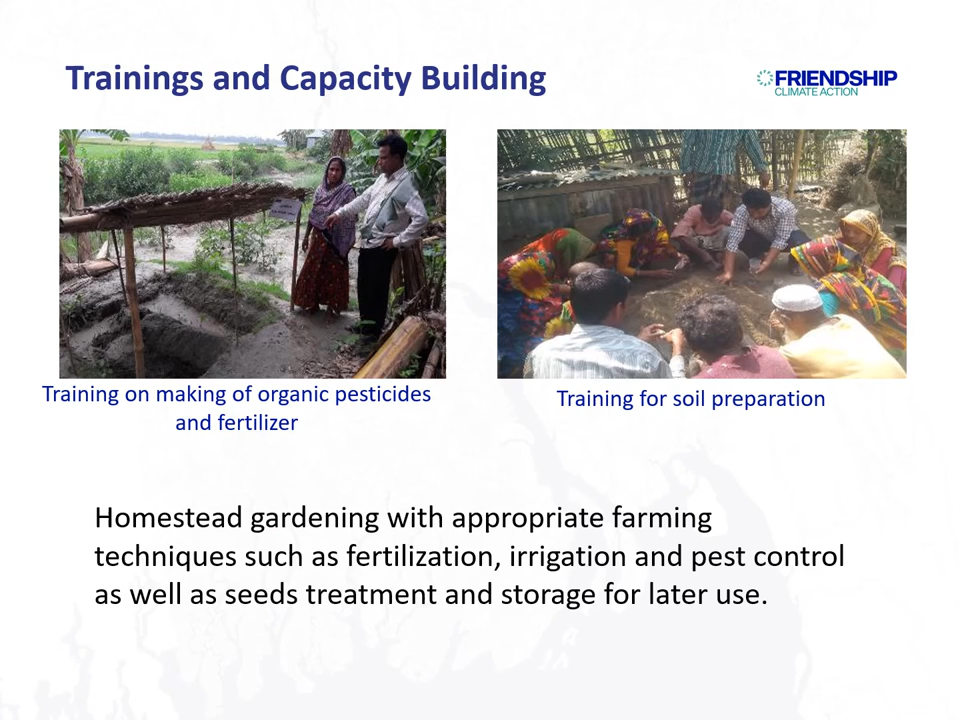 Trainings and Capacity Building
FRIENDSHIP
CLIMATE ACTION
Training on making of organic pesticides
and fertilizer
Training for soil preparation
Homestead gardening with appropriate farming
techniques such as fertilization, irrigation and pest control
as well as seeds treatment and storage for later use.